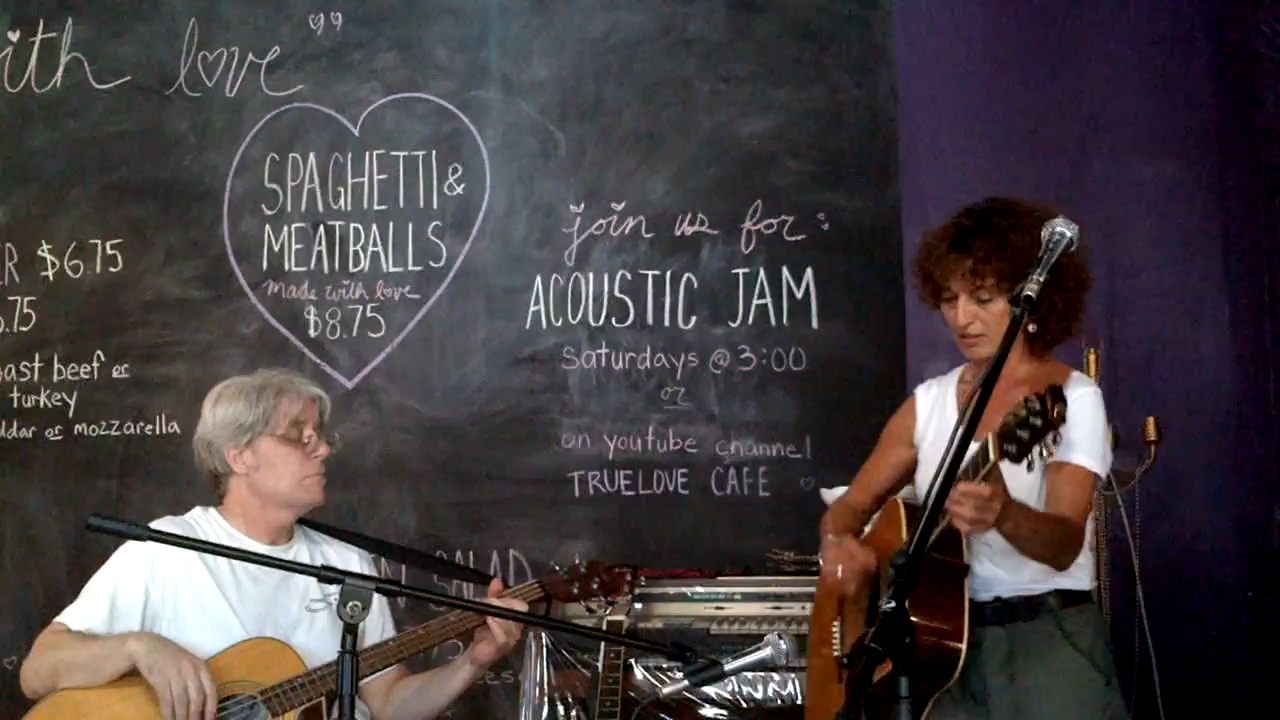 ith love"
SPAGHETTI &
MEATBALLS
made with love
$8.75
R $6.75
.75
ast beef or
turkey
ddar or mozzarella
join us for:
ACOUSTIC JAM
Saturdays @ 3:00
or
on youtube channel
TRUELOVE CAFE
N SALAD